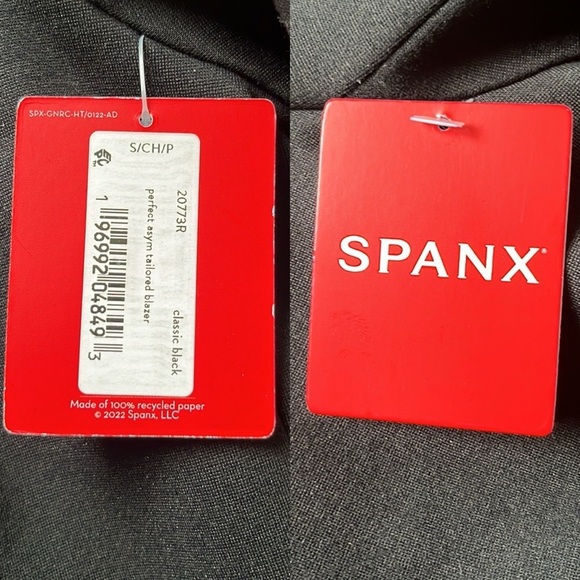 SPX-GNRC-HT/0122-AD
S/CH/P
EPC
20773R
classic black
perfect asym tailored blazer
1 96992 04849 3
Made of 100% recycled paper
© 2022 Spanx, LLC
SPANX®